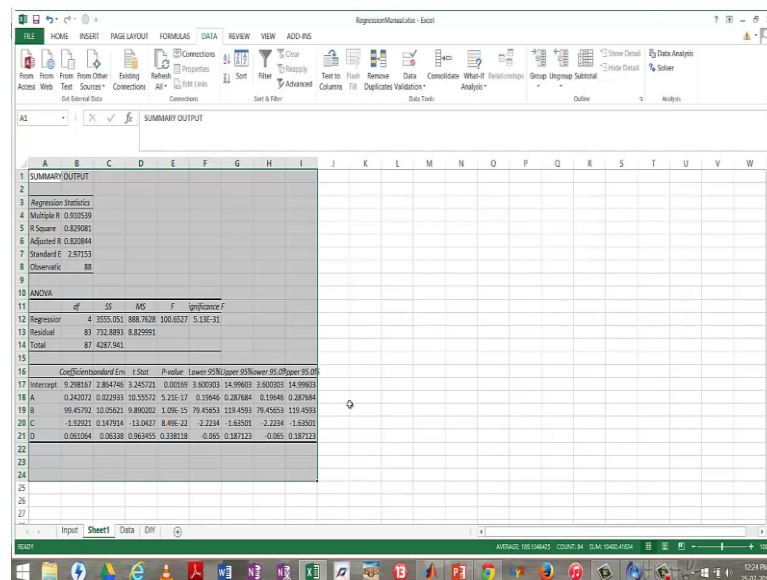 RegressionManual.xlsx - Excel
FILE HOME INSERT PAGE LAYOUT FORMULAS DATA REVIEW VIEW ADD-INS
From Access From Web From Text From Other Sources Existing Connections Refresh All Connections Properties Edit Links Sort Filter Clear Reapply Advanced Text to Columns Flash Fill Remove Duplicates Data Validation Consolidate What-If Analysis Relationships Group Ungroup Subtotal Show Detail Hide Detail Data Analysis Solver
Get External Data Connections Sort & Filter Data Tools Outline Analysis
A1 fx SUMMARY OUTPUT
A B C D E F G H I J K L M N O P Q R S T U V W
1 SUMMARY OUTPUT
2
3 Regression Statistics
4 Multiple R 0.910539
5 R Square 0.829081
6 Adjusted R 0.820844
7 Standard E 2.97153
8 Observatic 88
9
10 ANOVA
11 df SS MS F ignificance F
12 Regression 4 3555.051 888.7628 100.6527 5.13E-31
13 Residual 83 732.8893 8.829991
14 Total 87 4287.941
15
16 Coefficients andard Err t Stat P-value Lower 95% Upper 95% ower 95.0% pper 95.0%
17 Intercept 9.298167 2.864746 3.245721 0.00169 3.600303 14.99603 3.600303 14.99603
18 A 0.242072 0.022933 10.55572 5.21E-17 0.19646 0.287684 0.19646 0.287684
19 B 99.45792 10.05621 9.890202 1.09E-15 79.45653 119.4593 79.45653 119.4593
20 C -1.92921 0.147914 -13.0427 8.49E-22 -2.2234 -1.63501 -2.2234 -1.63501
21 D 0.061064 0.06338 0.963455 0.338118 -0.065 0.187123 -0.065 0.187123
22
23
24
25
26
27
Input Sheet1 Data DIY
READY AVERAGE: 189.1346425 COUNT: 84 SUM: 10402.41634
12:24 PM